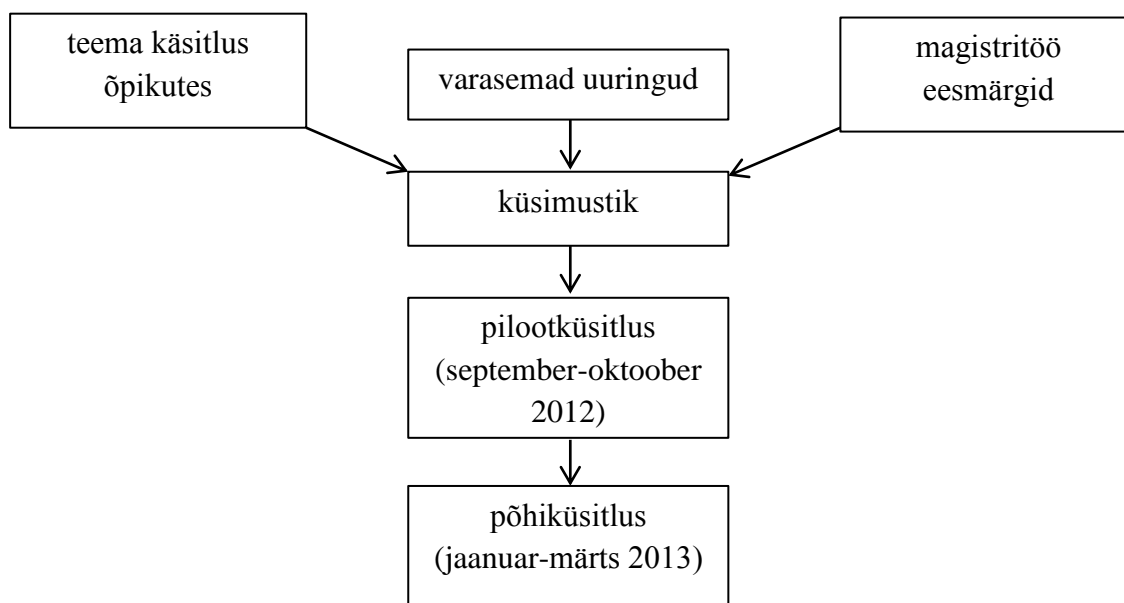 teema käsitlus
õpikutes
varasemad uuringud
magistritöö
eesmärgid
küsimustik
pilootküsitlus
(september-oktoober
2012)
põhiküsitlus
(jaanuar-märts 2013)